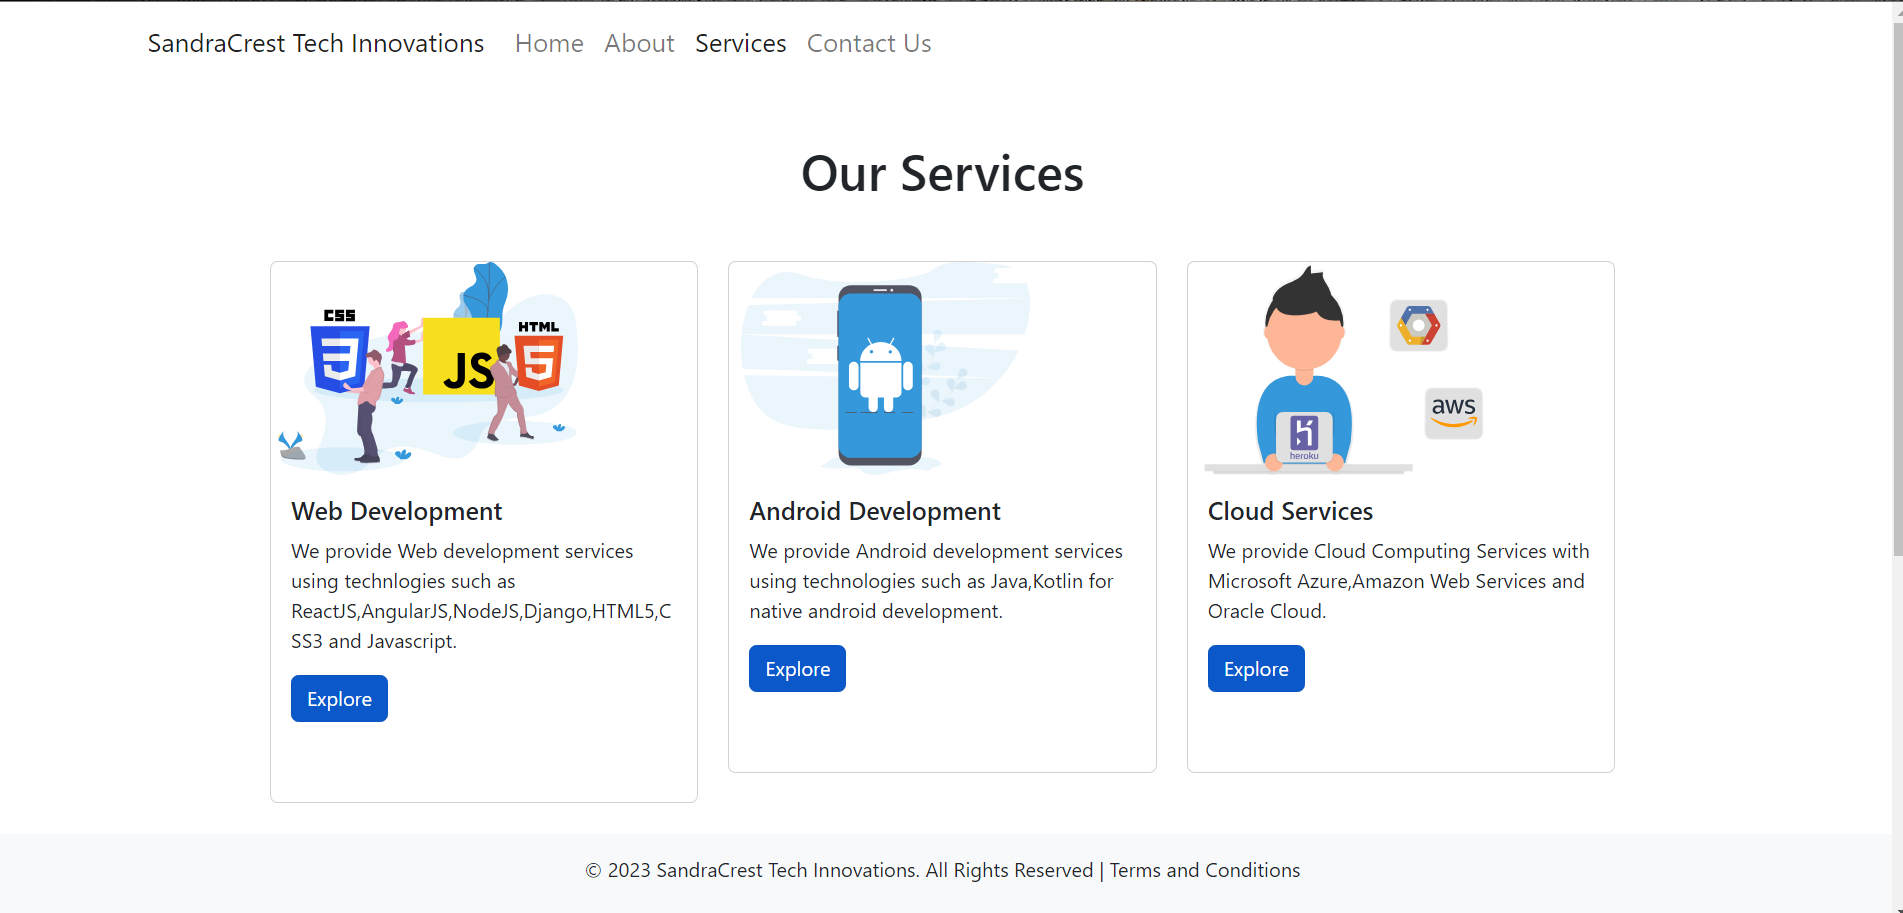 SandraCrest Tech Innovations Home About Services Contact Us
Our Services
CSS
JS
HTML
Web Development
We provide Web development services
using technlogies such as
ReactJS,AngularJS,NodeJS,Django,HTML5,C
SS3 and Javascript.
Explore
Android Development
We provide Android development services
using technologies such as Java,Kotlin for
native android development.
Explore
aws
heroku
Cloud Services
We provide Cloud Computing Services with
Microsoft Azure,Amazon Web Services and
Oracle Cloud.
Explore
© 2023 SandraCrest Tech Innovations. All Rights Reserved | Terms and Conditions